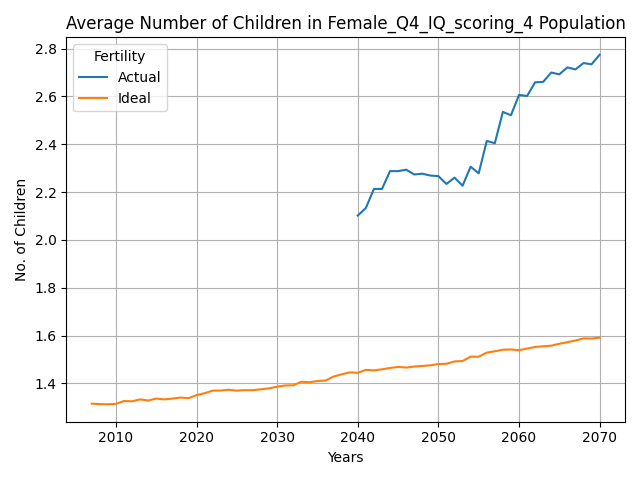 Average Number of Children in Female_Q4_IQ_scoring_4 Population
Fertility
Actual
Ideal
No. of Children
2.8
2.6
2.4
2.2
2.0
1.8
1.6
1.4
2010 2020 2030 2040 2050 2060 2070
Years